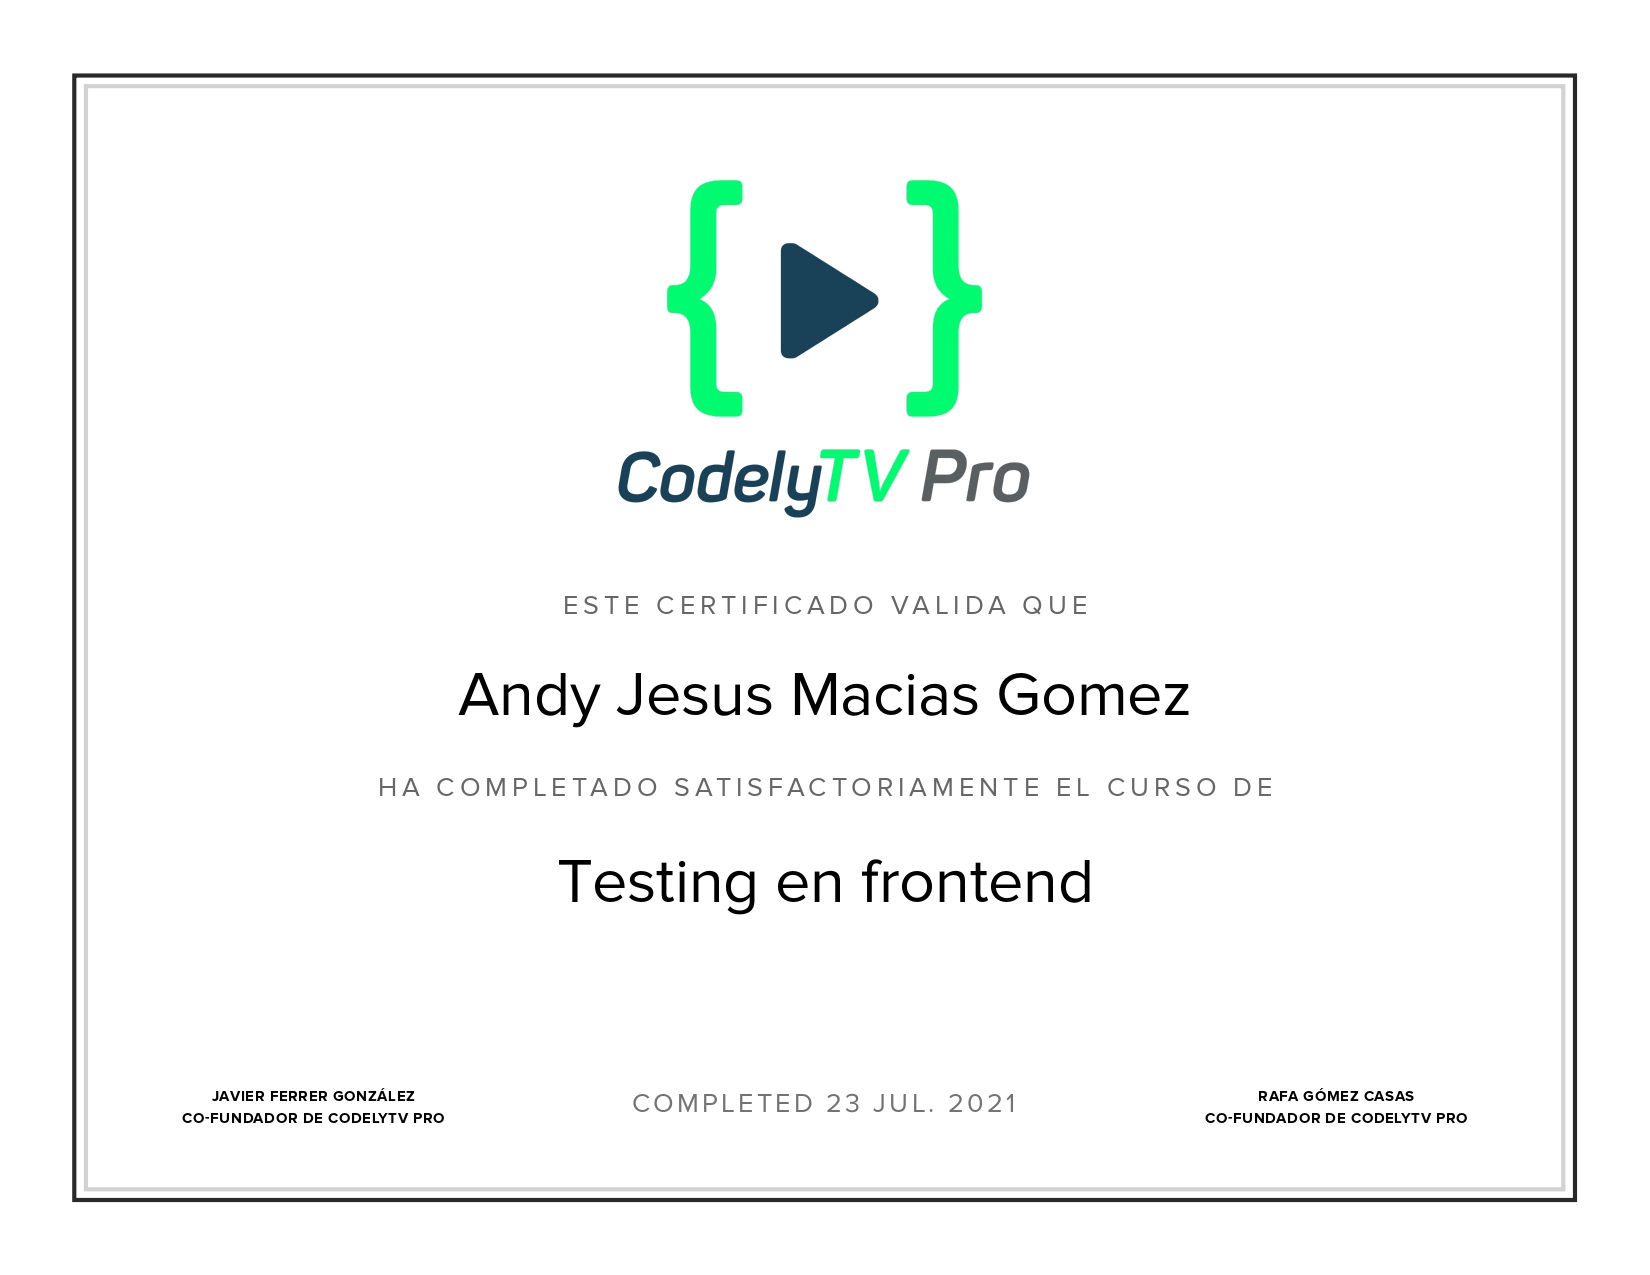 CodelyTV Pro
ESTE CERTIFICADO VALIDA QUE
Andy Jesus Macias Gomez
HA COMPLETADO SATISFACTORIAMENTE EL CURSO DE
Testing en frontend
JAVIER FERRER GONZÁLEZ
CO-FUNDADOR DE CODELYTV PRO
COMPLETED 23 JUL. 2021
RAFA GÓMEZ CASAS
CO-FUNDADOR DE CODELYTV PRO